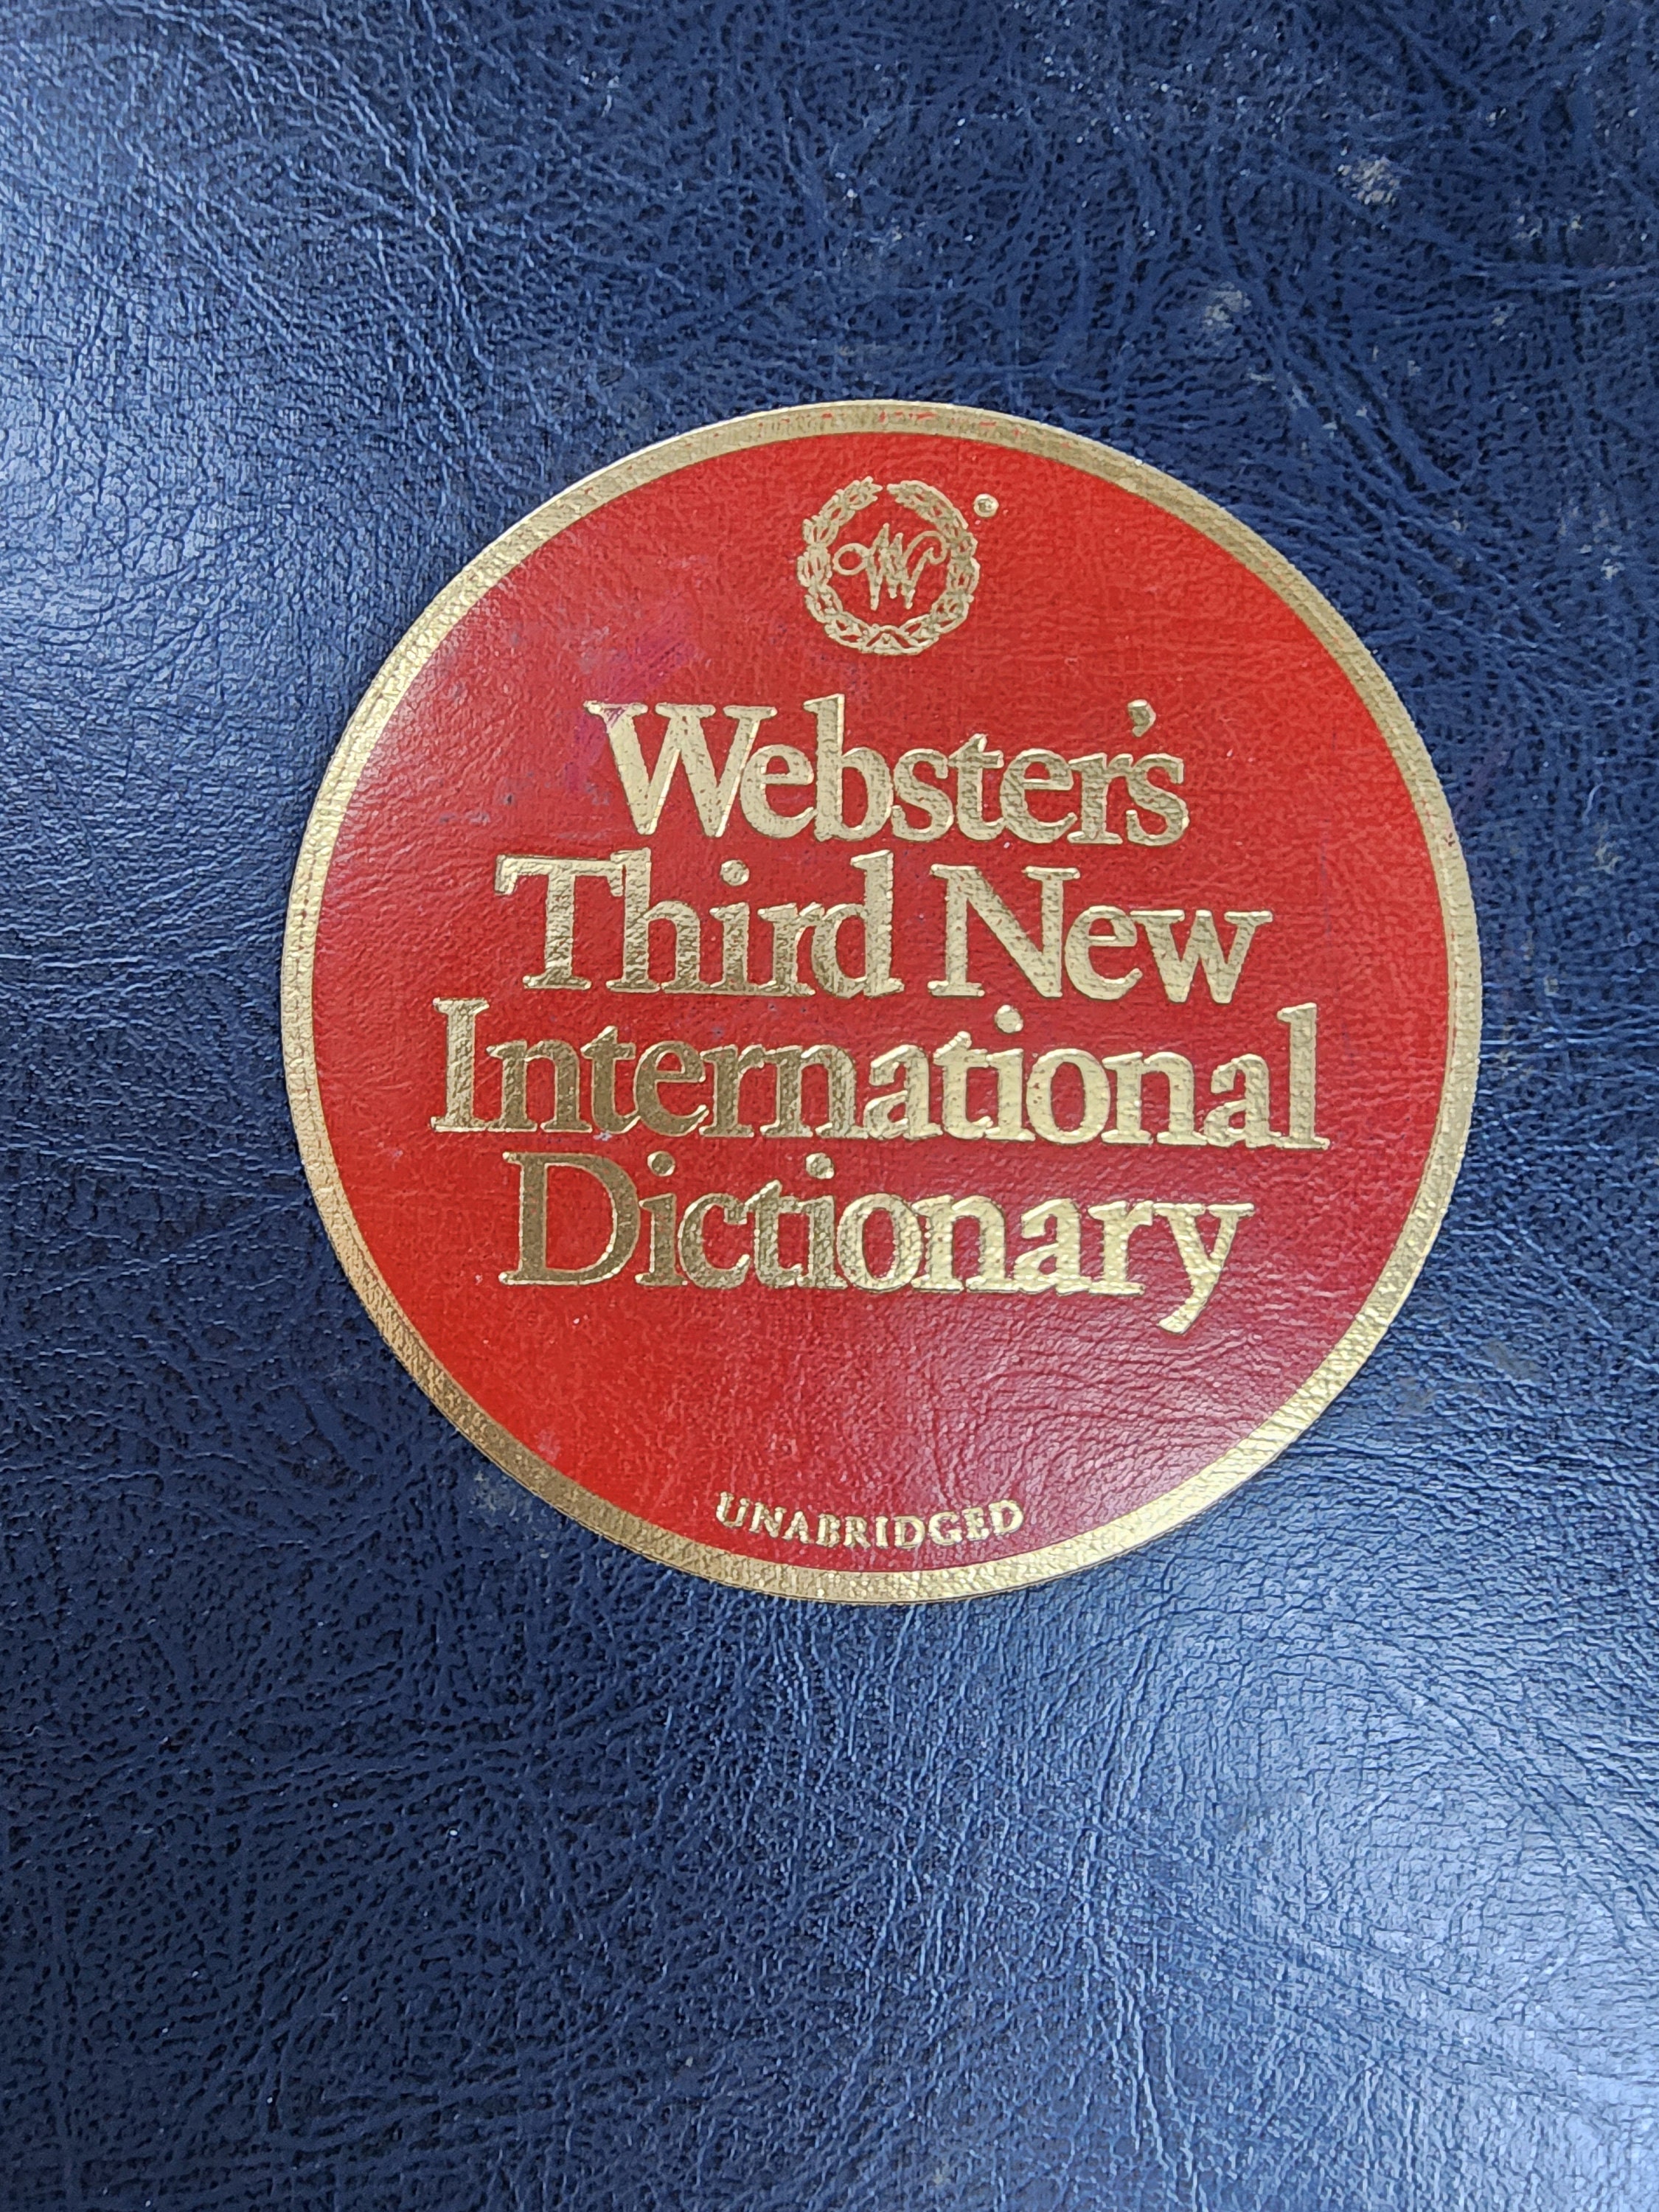 Webster's
Third New
International
Dictionary
UNABRIDGED